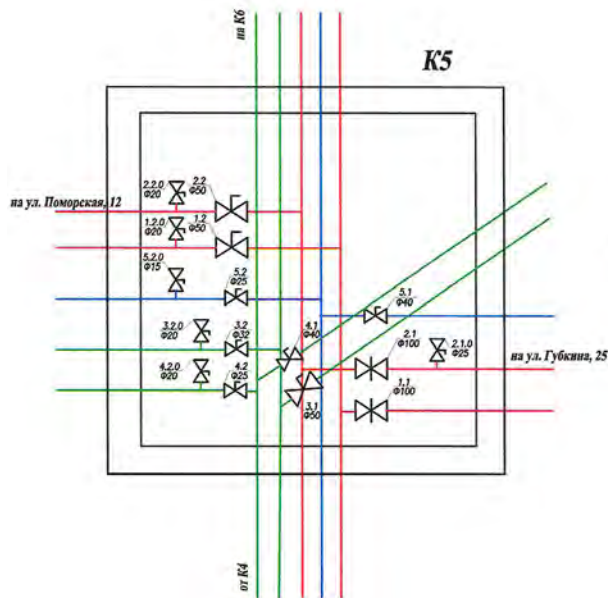 на К6
К5
2.2.0
Ф20
2.2
Ф50
на ул. Поморская, 12
1.2.0
Ф20
1.2
Ф50
5.2.0
Ф15
5.2
Ф25
5.1
Ф40
3.2.0
Ф20
3.2
Ф32
4.1
Ф40
2.1
Ф100
2.1.0
Ф25
на ул. Губкина, 25
4.2.0
Ф20
4.2
Ф25
3.1
Ф50
1.1
Ф100
от К4